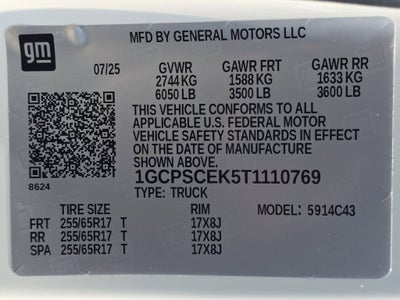 gm
MFD BY GENERAL MOTORS LLC
07/25 GVWR GAWR FRT GAWR RR
2744 KG 1588 KG 1633 KG
6050 LB 3500 LB 3600 LB
THIS VEHICLE CONFORMS TO ALL
APPLICABLE U.S. FEDERAL MOTOR
VEHICLE SAFETY STANDARDS IN EFFECT
ON THE DATE OF MANUFACTURE
SHOWN ABOVE.
8624
1GCPSCEK5T1110769
TYPE: TRUCK
TIRE SIZE RIM MODEL: 5914C43
FRT 255/65R17 T 17X8J
RR 255/65R17 T 17X8J
SPA 255/65R17 T 17X8J